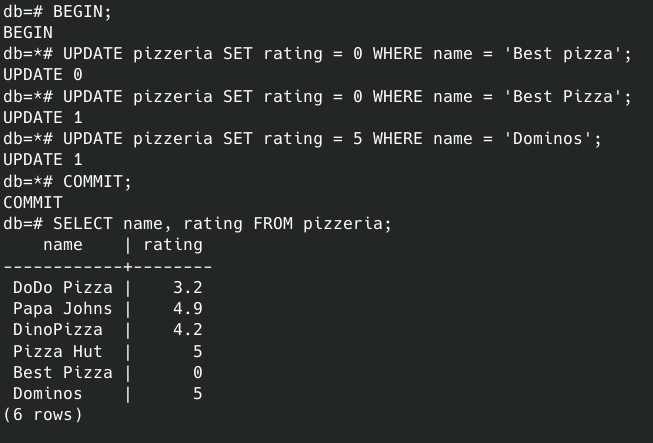 db=# BEGIN;
BEGIN
db=*# UPDATE pizzeria SET rating = 0 WHERE name = 'Best pizza';
UPDATE 0
db=*# UPDATE pizzeria SET rating = 0 WHERE name = 'Best Pizza';
UPDATE 1
db=*# UPDATE pizzeria SET rating = 5 WHERE name = 'Dominos';
UPDATE 1
db=*# COMMIT;
COMMIT
db=# SELECT name, rating FROM pizzeria;
    name    | rating
------------+--------
 DoDo Pizza |    3.2
 Papa Johns |    4.9
 DinoPizza  |    4.2
 Pizza Hut  |      5
 Best Pizza |      0
 Dominos    |      5
(6 rows)